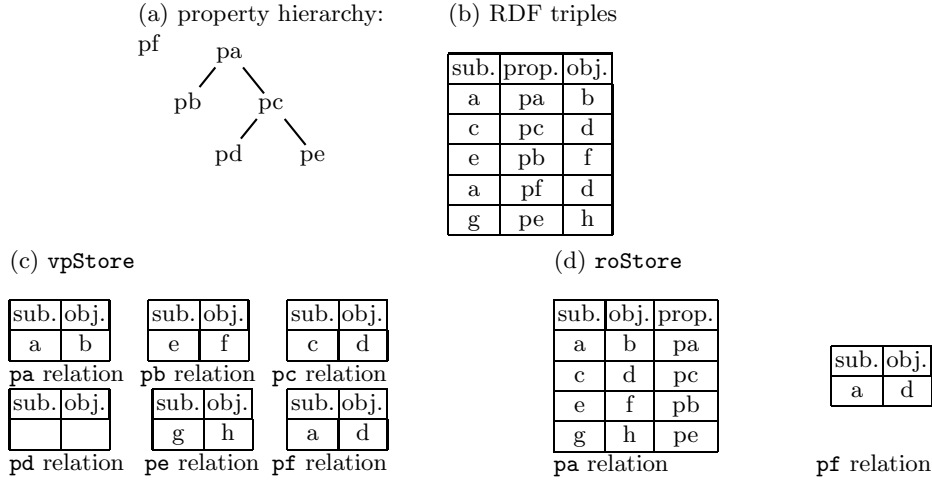 (a) property hierarchy:
pf
pa
pb pc
pd pe
(b) RDF triples
sub. prop. obj.
a pa b
c pc d
e pb f
a pf d
g pe h
(c) vpStore
sub. obj.
a b
pa relation
sub. obj.
e f
pb relation
sub. obj.
c d
pc relation
sub. obj.
pd relation
sub. obj.
g h
pe relation
sub. obj.
a d
pf relation
(d) roStore
sub. obj. prop.
a b pa
c d pc
e f pb
g h pe
pa relation
sub. obj.
a d
pf relation